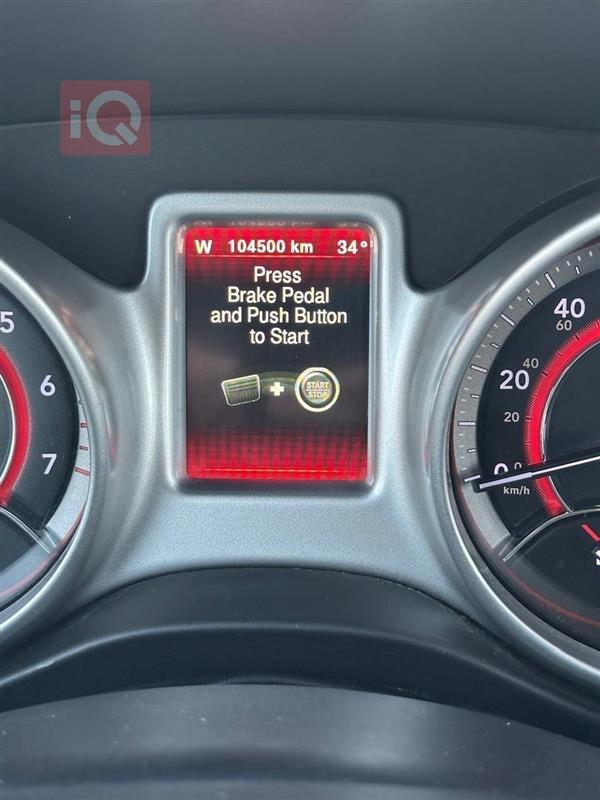 iQ
W 104500 km 34°
Press
Brake Pedal
and Push Button
to Start
START
STOP
5
6
7
40
60
40
20
20
0
0
km/h